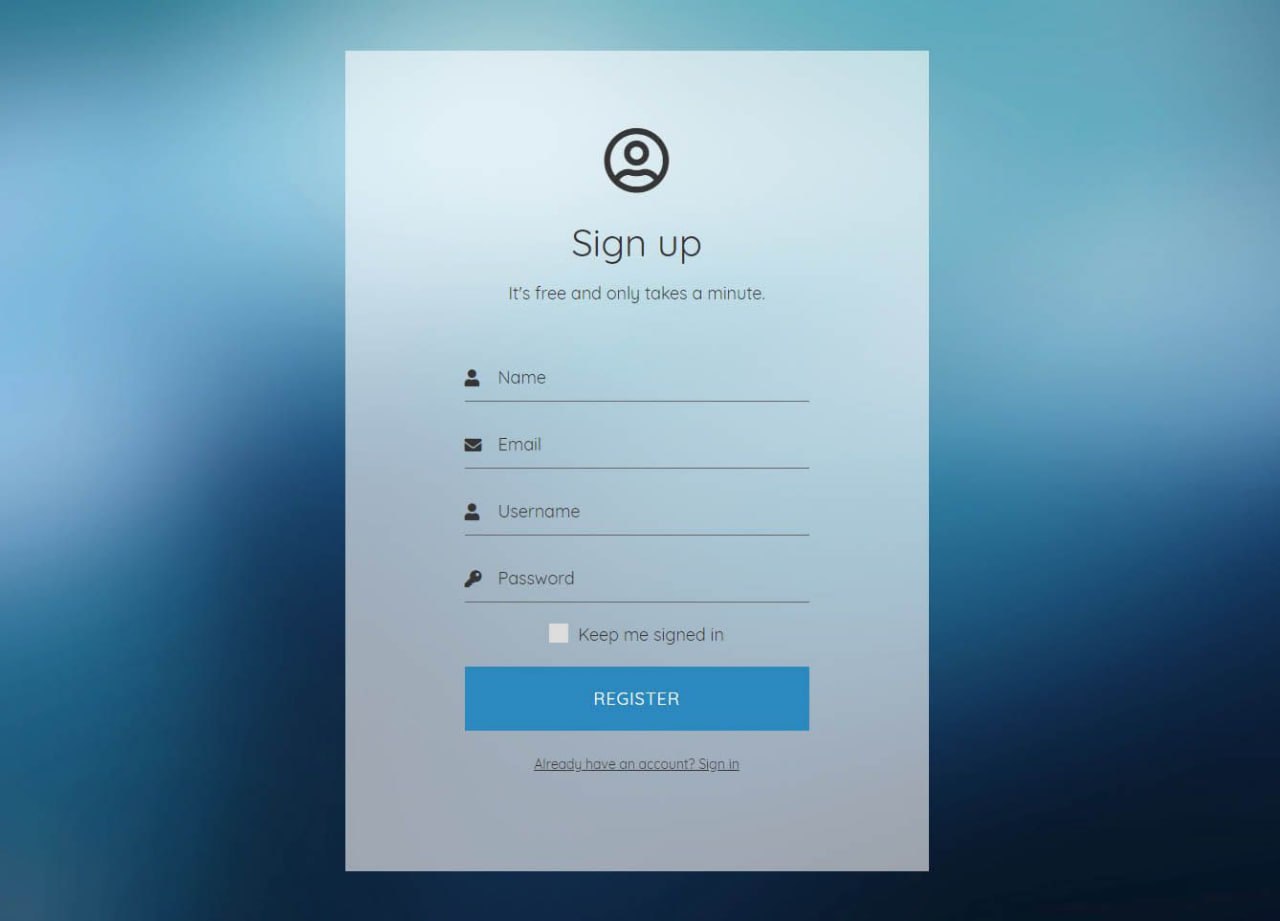 Sign up
It's free and only takes a minute.
Name
Email
Username
Password
Keep me signed in
REGISTER
Already have an account? Sign in